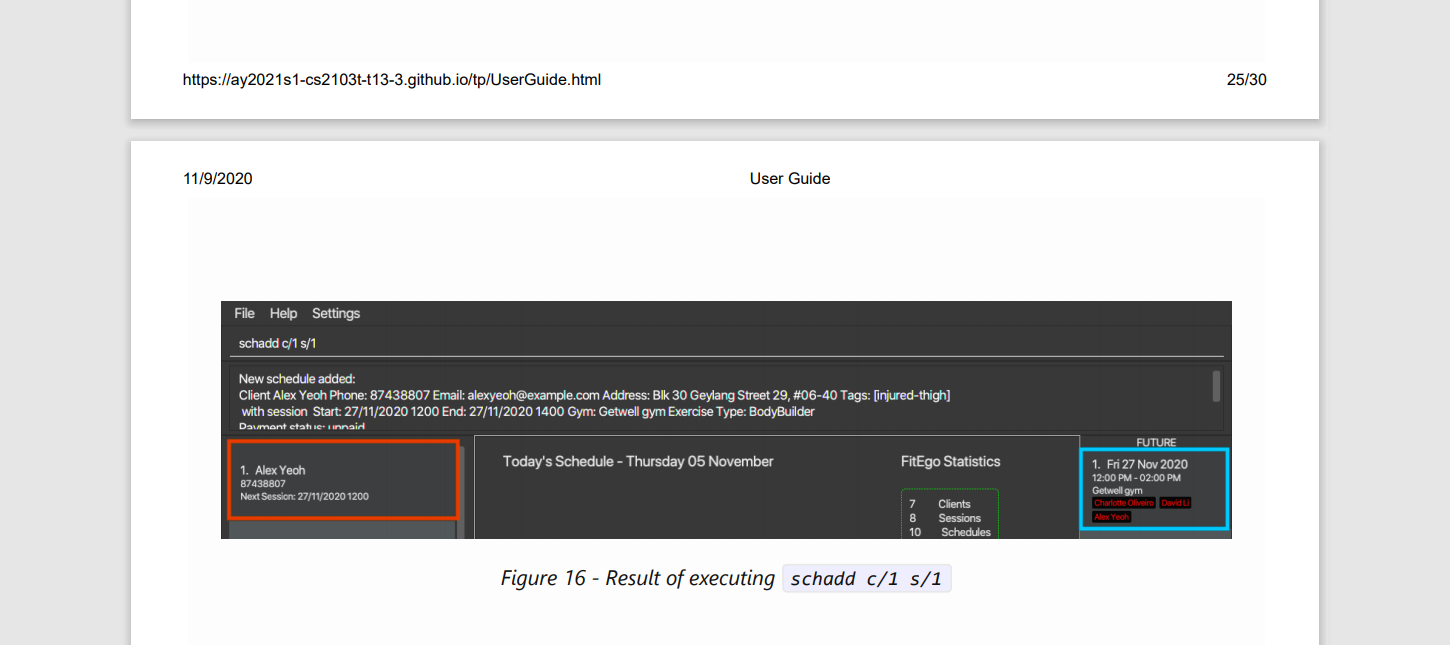 https://ay2021s1-cs2103t-t13-3.github.io/tp/UserGuide.html 25/30
11/9/2020 User Guide
File Help Settings
schadd c/1 s/1
New schedule added:
Client Alex Yeoh Phone: 87438807 Email: alexyeoh@example.com Address: Blk 30 Geylang Street 29, #06-40 Tags: [injured-thigh]
with session Start: 27/11/2020 1200 End: 27/11/2020 1400 Gym: Getwell gym Exercise Type: BodyBuilder
Payment status: unpaid
1. Alex Yeoh
87438807
Next Session: 27/11/2020 1200
Today's Schedule - Thursday 05 November
FitEgo Statistics
7 Clients
8 Sessions
10 Schedules
FUTURE
1. Fri 27 Nov 2020
12:00 PM - 02:00 PM
Getwell gym
Charlotte Oliveiro David Li
Alex Yeoh
Figure 16 - Result of executing schadd c/1 s/1